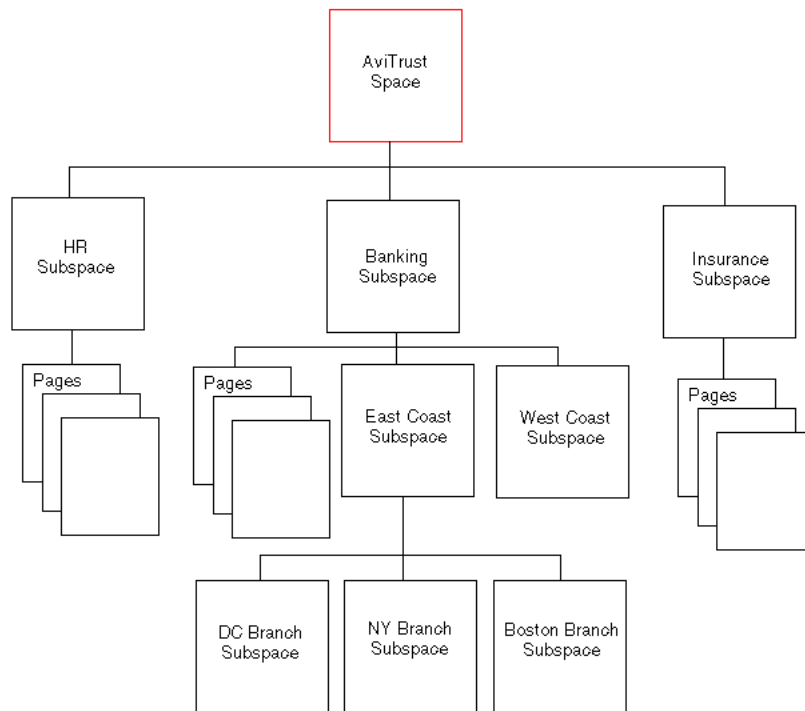 AviTrust
Space
HR
Subspace
Banking
Subspace
Insurance
Subspace
Pages
Pages
East Coast
Subspace
West Coast
Subspace
Pages
DC Branch
Subspace
NY Branch
Subspace
Boston Branch
Subspace